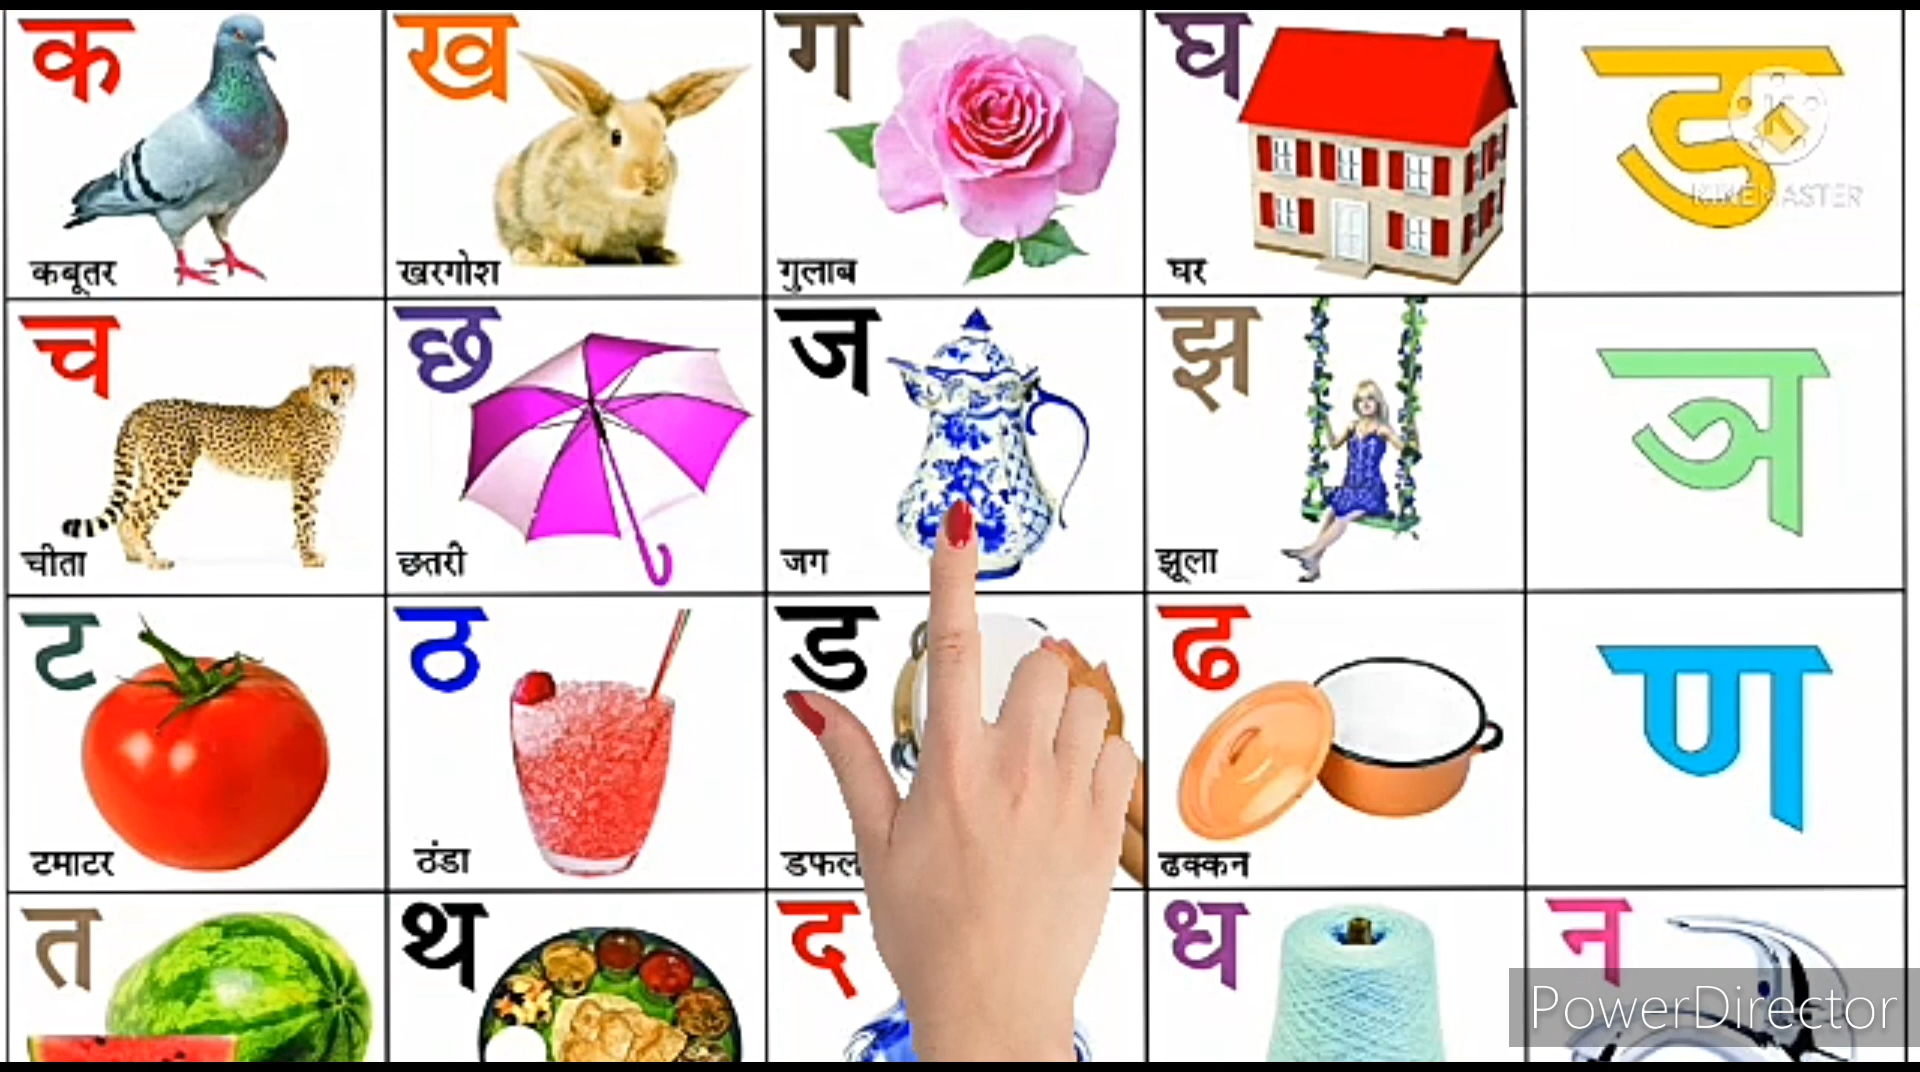 क ख ग घ ङ
कबूतर खरगोश गुलाब घर
KINEMASTER
च छ ज झ ञ
चीता छतरी जग झूला
ट ठ ड ढ ण
टमाटर ठंडा ढक्कन
त थ द ध न
PowerDirector